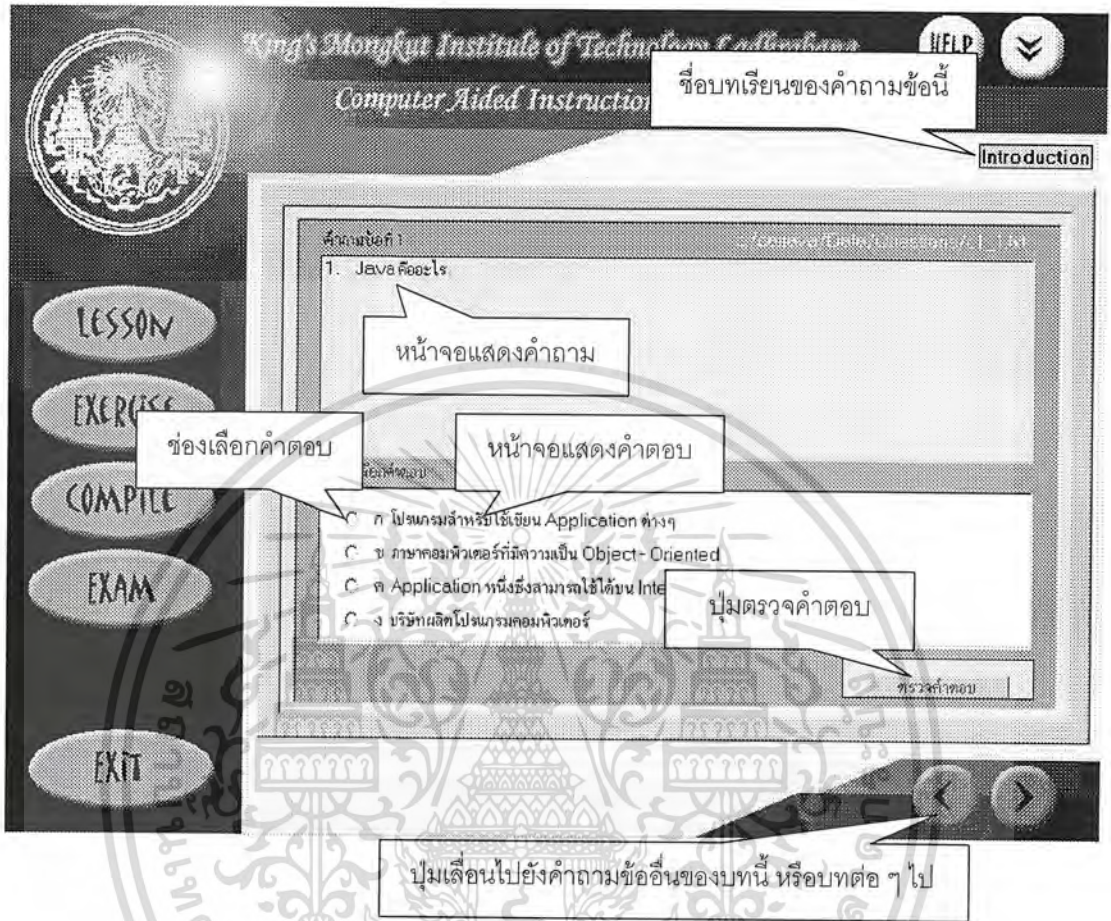 King's Mongkut Institute of Technology Ladkrabang
HELP
Computer Aided Instruction
ชื่อบทเรียนของคำถามข้อนี้
Introduction
คำถามข้อที่ 1
1. Java คืออะไร
LESSON
หน้าจอแสดงคำถาม
EXERCISE
ช่องเลือกคำตอบ
หน้าจอแสดงคำตอบ
COMPILE
ก โปรแกรมสำหรับใช้เขียน Application ต่างๆ
ข ภาษาคอมพิวเตอร์ที่มีความเป็น Object - Oriented
ค Application หนึ่งซึ่งสามารถใช้ได้บน Inte
EXAM
ปุ่มตรวจคำตอบ
ง บริษัทผลิตโปรแกรมคอมพิวเตอร์
ตรวจคำตอบ
EXIT
ปุ่มเลื่อนไปยังคำถามข้ออื่นของบทนี้ หรือบทต่อ ๆ ไป